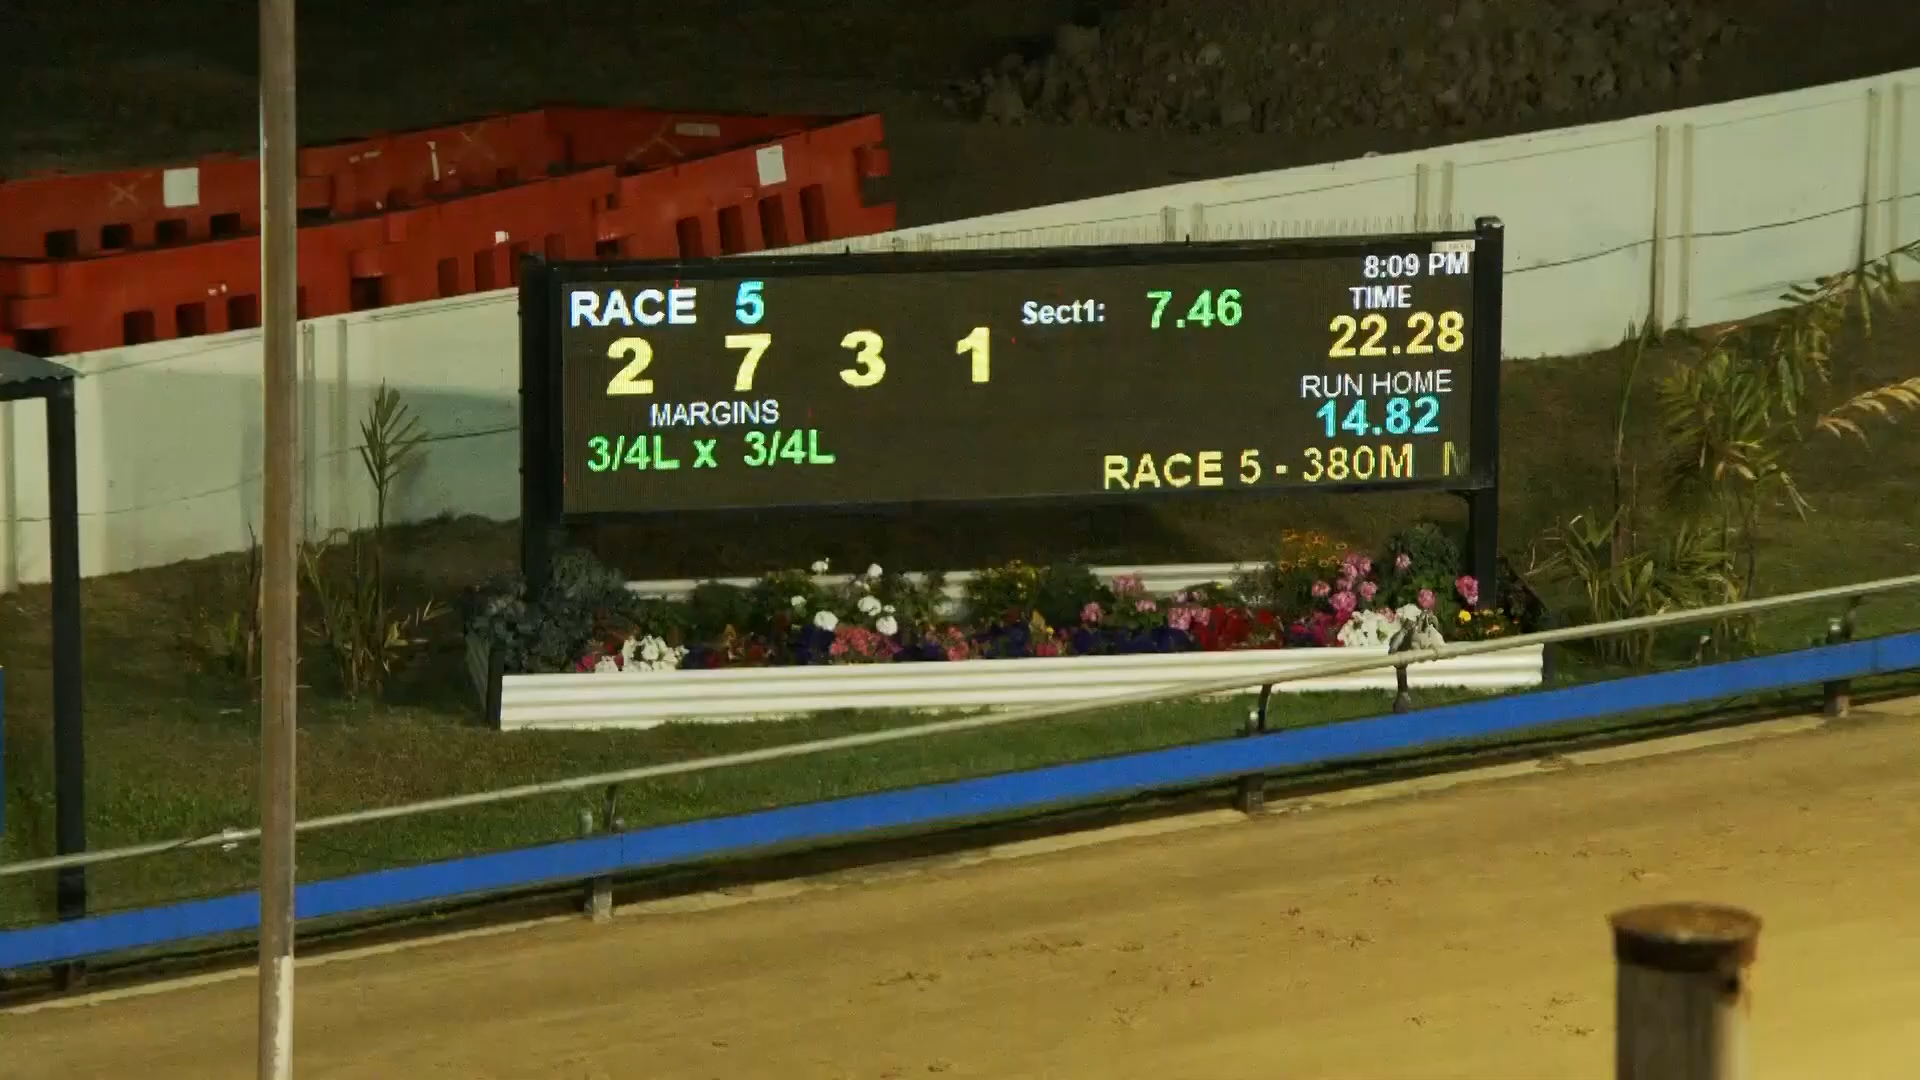 8:09 PM
RACE 5
Sect1: 7.46
TIME
22.28
2 7 3 1
RUN HOME
14.82
MARGINS
3/4L x 3/4L
RACE 5 - 380M